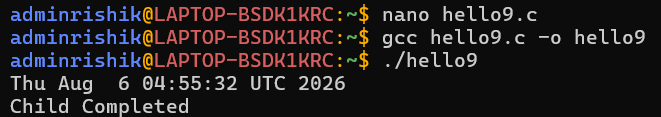 adminrishik@LAPTOP-BSDK1KRC:~$ nano hello9.c
adminrishik@LAPTOP-BSDK1KRC:~$ gcc hello9.c -o hello9
adminrishik@LAPTOP-BSDK1KRC:~$ ./hello9
Thu Aug  6 04:55:32 UTC 2026
Child Completed